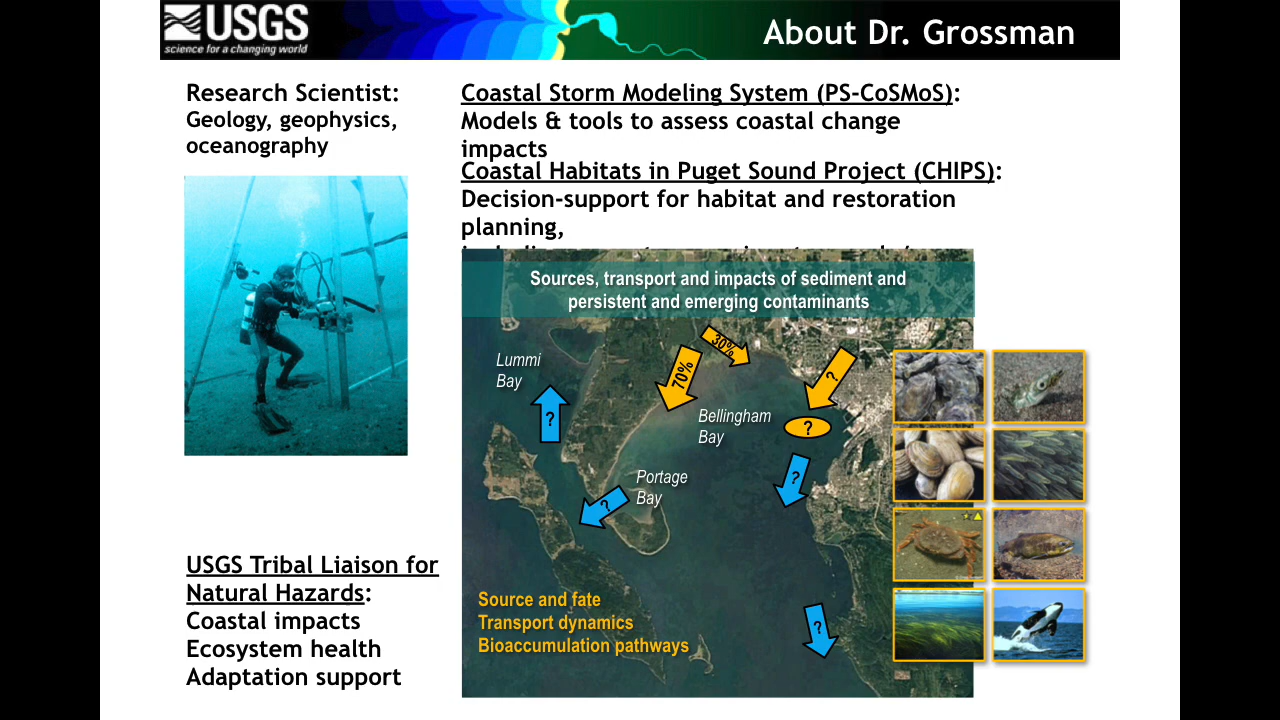 USGS
science for a changing world
About Dr. Grossman
Research Scientist:
Geology, geophysics,
oceanography
Coastal Storm Modeling System (PS-CoSMoS):
Models & tools to assess coastal change
impacts
Coastal Habitats in Puget Sound Project (CHIPS):
Decision-support for habitat and restoration
planning,
Sources, transport and impacts of sediment and
persistent and emerging contaminants
30%
70%
?
Lummi
Bay
?
Bellingham
Bay
?
?
Portage
Bay
?
?
Source and fate
Transport dynamics
Bioaccumulation pathways
USGS Tribal Liaison for
Natural Hazards:
Coastal impacts
Ecosystem health
Adaptation support